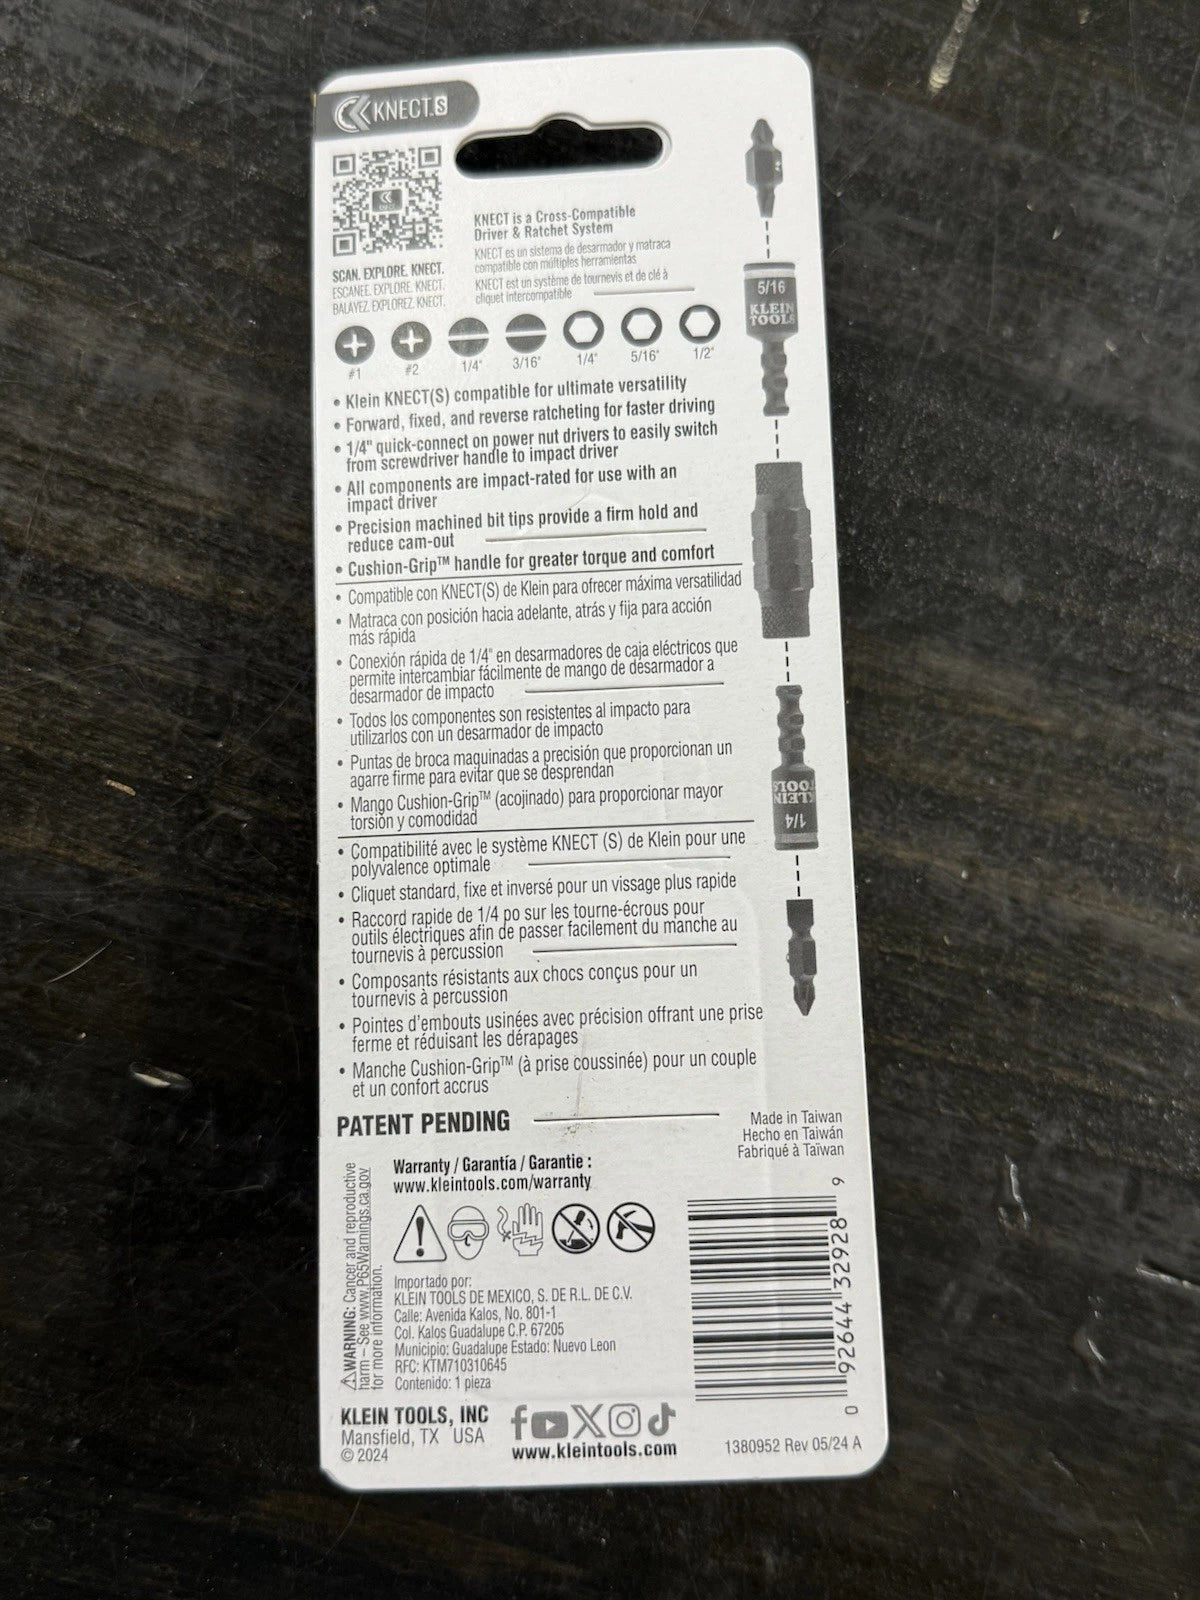 KNECT.S
KNECT is a Cross-Compatible
Driver & Ratchet System
KNECT es un sistema de desarmador y matraca
compatible con múltiples herramientas
KNECT est un système de tournevis et de clé à
cliquet intercompatible
SCAN. EXPLORE. KNECT.
ESCANEE. EXPLORE. KNECT.
BALAYEZ. EXPLOREZ. KNECT.
#1 #2 1/4" 3/16" 1/4" 5/16" 1/2"
5/16
KLEIN
TOOLS
• Klein KNECT(S) compatible for ultimate versatility
• Forward, fixed, and reverse ratcheting for faster driving
• 1/4" quick-connect on power nut drivers to easily switch
from screwdriver handle to impact driver
• All components are impact-rated for use with an
impact driver
• Precision machined bit tips provide a firm hold and
reduce cam-out
• Cushion-Grip™ handle for greater torque and comfort
• Compatible con KNECT(S) de Klein para ofrecer máxima versatilidad
• Matraca con posición hacia adelante, atrás y fija para acción
más rápida
• Conexión rápida de 1/4" en desarmadores de caja eléctricos que
permite intercambiar fácilmente de mango de desarmador a
desarmador de impacto
• Todos los componentes son resistentes al impacto para
utilizarlos con un desarmador de impacto
• Puntas de broca maquinadas a precisión que proporcionan un
agarre firme para evitar que se desprendan
• Mango Cushion-Grip™ (acojinado) para proporcionar mayor
torsión y comodidad
KLEIN
TOOLS
1/4
• Compatibilité avec le système KNECT (S) de Klein pour une
polyvalence optimale
• Cliquet standard, fixe et inversé pour un vissage plus rapide
• Raccord rapide de 1/4 po sur les tourne-écrous pour
outils électriques afin de passer facilement du manche au
tournevis à percussion
• Composants résistants aux chocs conçus pour un
tournevis à percussion
• Pointes d'embouts usinées avec précision offrant une prise
ferme et réduisant les dérapages
• Manche Cushion-Grip™ (à prise coussinée) pour un couple
et un confort accrus
PATENT PENDING
Made in Taiwan
Hecho en Taiwán
Fabriqué à Taïwan
Warranty / Garantía / Garantie :
www.kleintools.com/warranty
WARNING: Cancer and reproductive
harm – See www.P65Warnings.ca.gov
for more information.
Importado por:
KLEIN TOOLS DE MEXICO, S. DE R.L. DE C.V.
Calle: Avenida Kalos, No. 801-1
Col. Kalos Guadalupe C.P. 67205
Municipio: Guadalupe Estado: Nuevo Leon
RFC: KTM710310645
Contenido: 1 pieza
0 92644 32928 9
KLEIN TOOLS, INC
Mansfield, TX USA
© 2024
www.kleintools.com
1380952 Rev 05/24 A